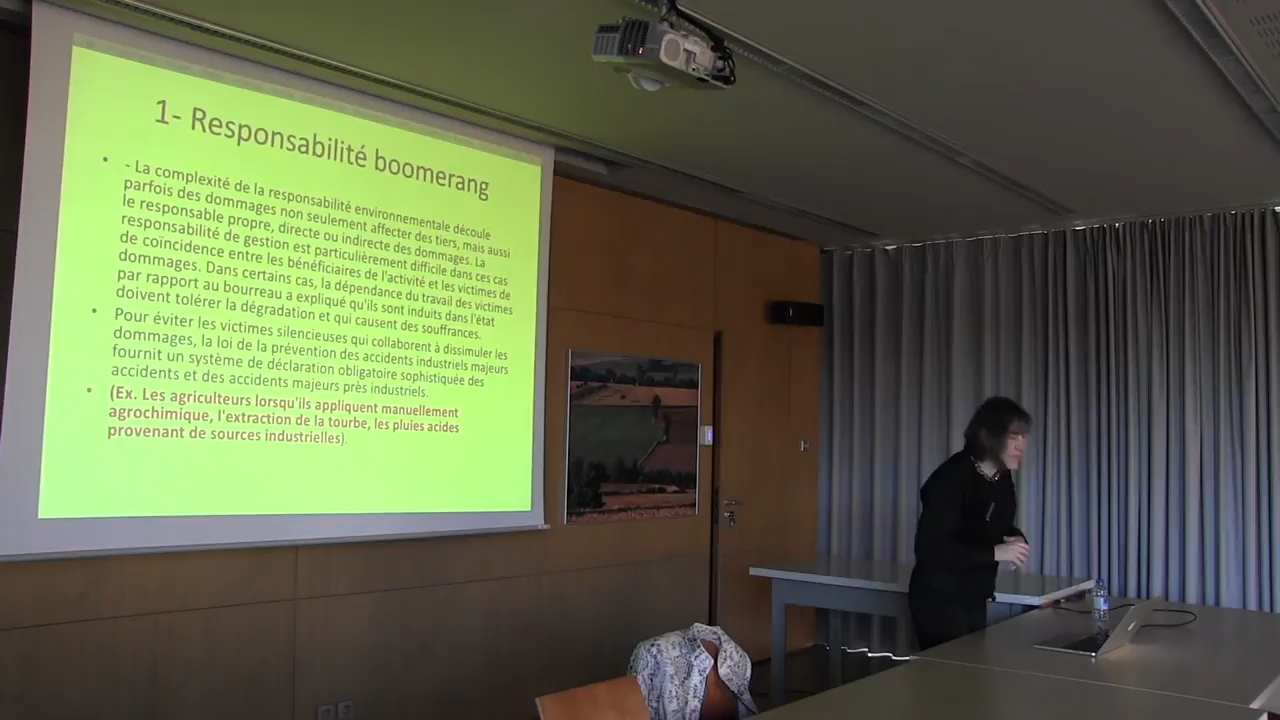 1- Responsabilité boomerang
• - La complexité de la responsabilité environnementale découle
parfois des dommages non seulement affecter des tiers, mais aussi
le responsable propre, directe ou indirecte des dommages. La
responsabilité de gestion est particulièrement difficile dans ces cas
de coïncidence entre les bénéficiaires de l'activité et les victimes de
dommages. Dans certains cas, la dépendance du travail des victimes
par rapport au bourreau a expliqué qu'ils sont induits dans l'état
doivent tolérer la dégradation et qui causent des souffrances.
• Pour éviter les victimes silencieuses qui collaborent à dissimuler les
dommages, la loi de la prévention des accidents industriels majeurs
fournit un système de déclaration obligatoire sophistiquée des
accidents et des accidents majeurs près industriels.
• (Ex. Les agriculteurs lorsqu'ils appliquent manuellement
agrochimique, l'extraction de la tourbe, les pluies acides
provenant de sources industrielles).